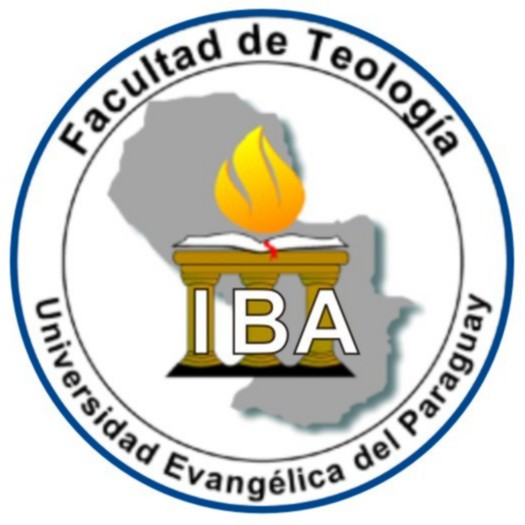 Facultad de Teología
IBA
Universidad Evangélica del Paraguay